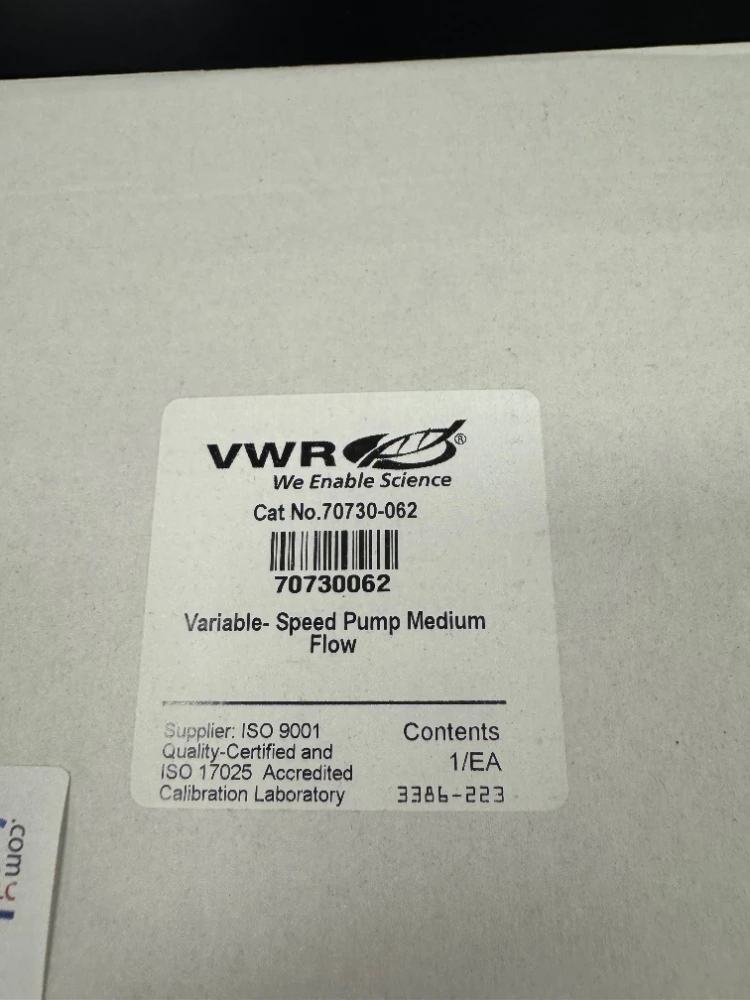 VWR®
We Enable Science
Cat No.70730-062
70730062
Variable- Speed Pump Medium
Flow
Supplier: ISO 9001
Quality-Certified and
ISO 17025 Accredited
Calibration Laboratory
Contents
1/EA
3386-223
.com